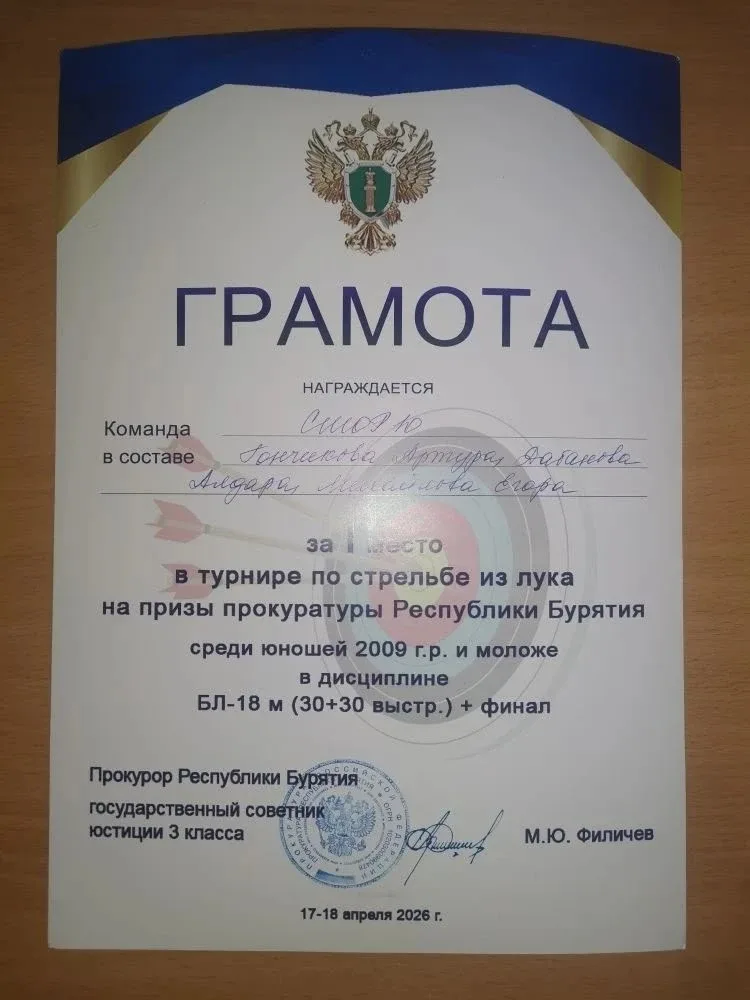 ГРАМОТА
НАГРАЖДАЕТСЯ
Команда
в составе Гончикова Артура, Дабаева
Алдара, Михайлова Егора
за I место
в турнире по стрельбе из лука
на призы прокуратуры Республики Бурятия
среди юношей 2009 г.р. и моложе
в дисциплине
БЛ-18 м (30+30 выстр.) + финал
Прокурор Республики Бурятия
государственный советник
юстиции 3 класса
М.Ю. Филичев
17-18 апреля 2026 г.